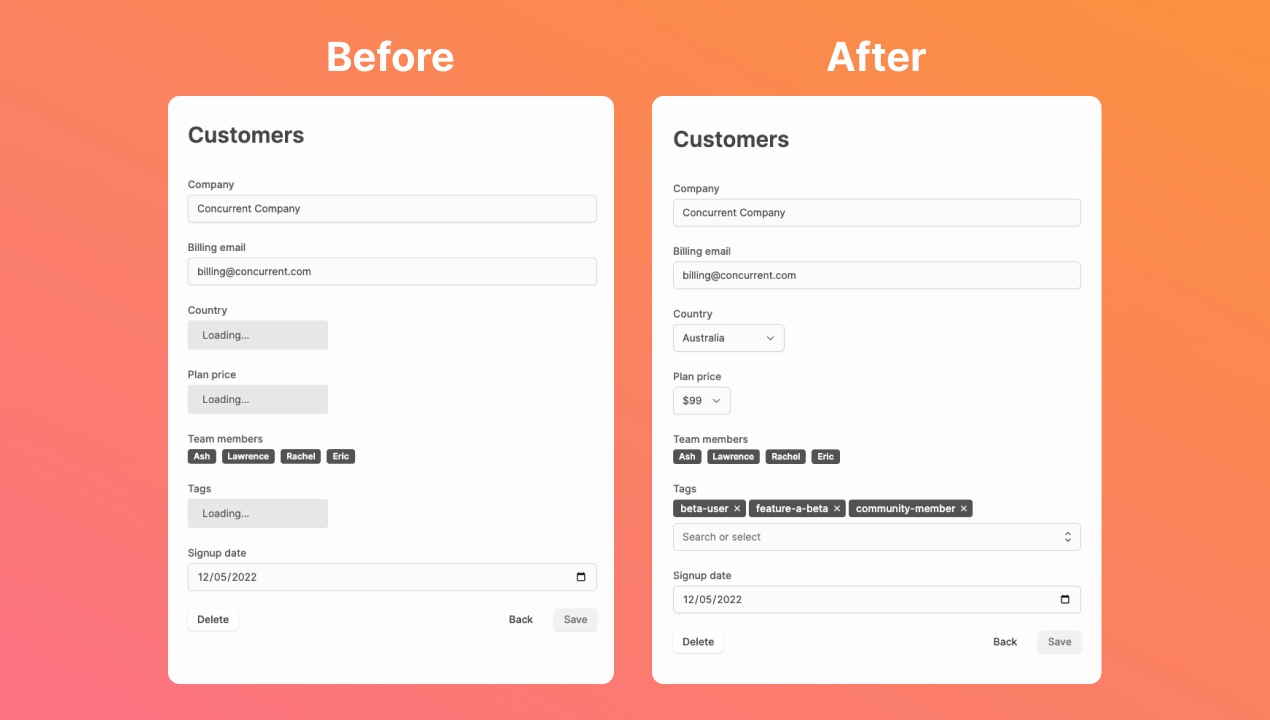 Before
Customers
Company
Concurrent Company
Billing email
billing@concurrent.com
Country
Loading...
Plan price
Loading...
Team members
Ash Lawrence Rachel Eric
Tags
Loading...
Signup date
12/05/2022
Delete Back Save
After
Customers
Company
Concurrent Company
Billing email
billing@concurrent.com
Country
Australia
Plan price
$99
Team members
Ash Lawrence Rachel Eric
Tags
beta-user × feature-a-beta × community-member ×
Search or select
Signup date
12/05/2022
Delete Back Save